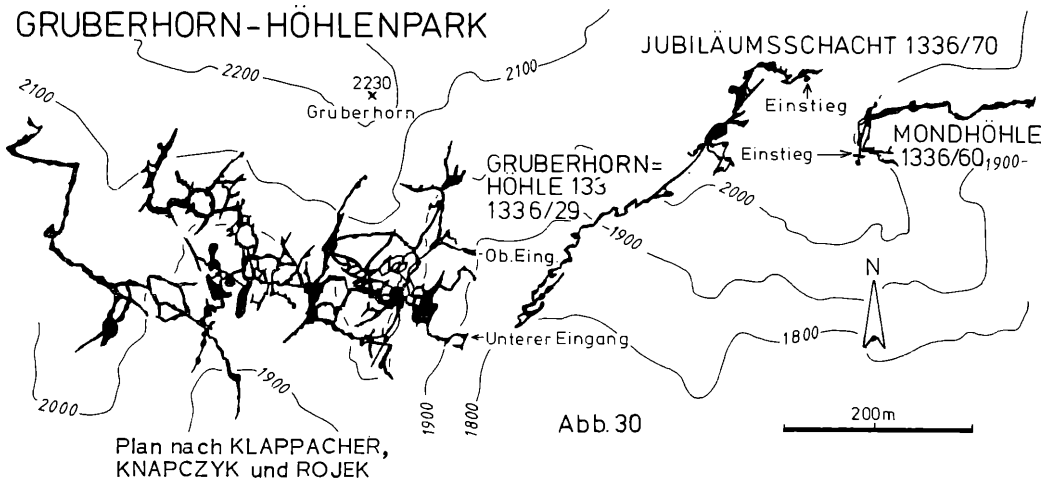 GRUBERHORN-HÖHLENPARK
2100
2200
2230
Gruberhorn
2100
JUBILÄUMSSCHACHT 1336/70
Einstieg
Einstieg
MONDHÖHLE
1336/60
1900
GRUBERHORN=
HÖHLE 133
1336/29
Ob. Eing.
2000
1900
N
Unterer Eingang
1800
2000
1900
1900
1800
Abb. 30
200m
Plan nach KLAPPACHER,
KNAPCZYK und ROJEK